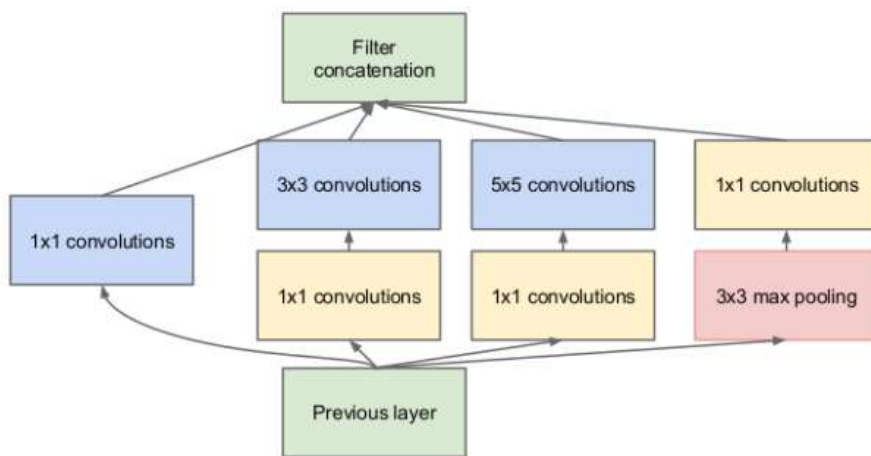 Filter
concatenation
3x3 convolutions
5x5 convolutions
1x1 convolutions
1x1 convolutions
1x1 convolutions
1x1 convolutions
3x3 max pooling
Previous layer